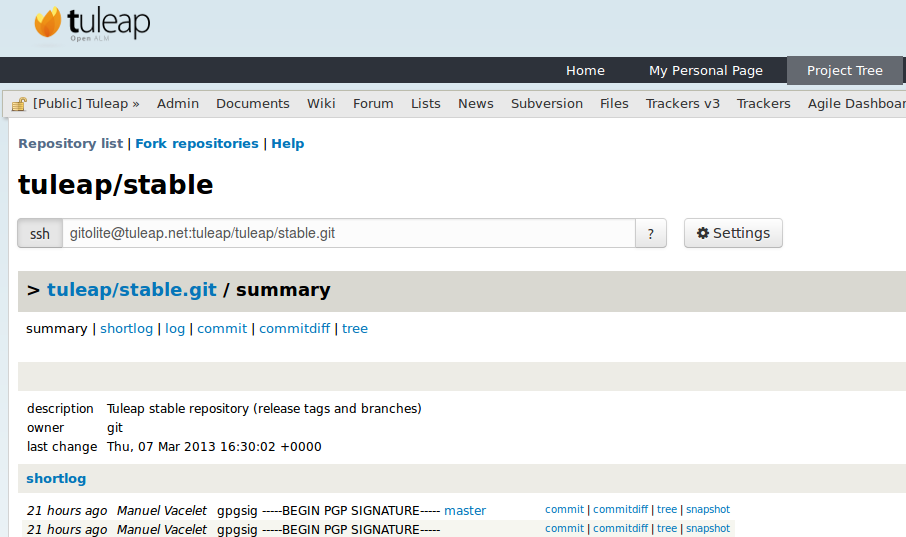 tuleap
Open ALM
Home My Personal Page Project Tree
[Public] Tuleap » Admin Documents Wiki Forum Lists News Subversion Files Trackers v3 Trackers Agile Dashboar
Repository list | Fork repositories | Help
tuleap/stable
ssh gitolite@tuleap.net:tuleap/tuleap/stable.git ? Settings
> tuleap/stable.git / summary
summary | shortlog | log | commit | commitdiff | tree
description Tuleap stable repository (release tags and branches)
owner git
last change Thu, 07 Mar 2013 16:30:02 +0000
shortlog
21 hours ago Manuel Vacelet gpgsig -----BEGIN PGP SIGNATURE----- master commit | commitdiff | tree | snapshot
21 hours ago Manuel Vacelet gpgsig -----BEGIN PGP SIGNATURE----- commit | commitdiff | tree | snapshot